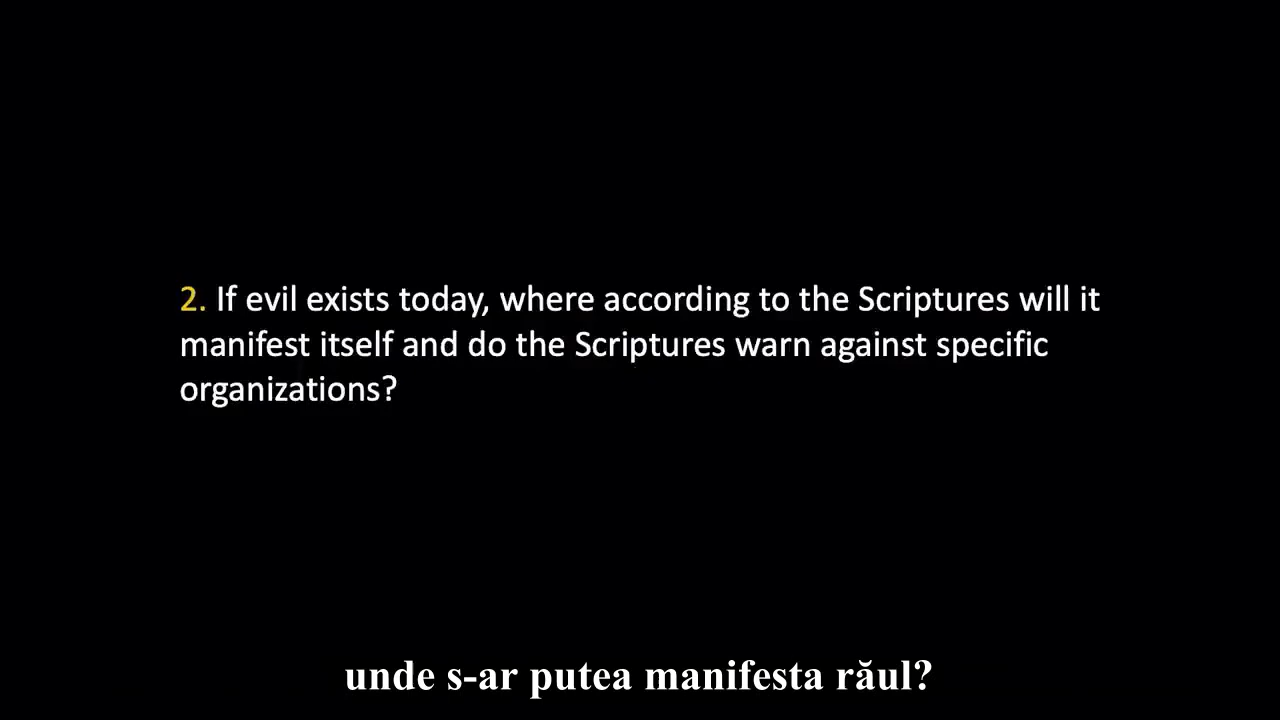 2. If evil exists today, where according to the Scriptures will it
manifest itself and do the Scriptures warn against specific
organizations?
unde s-ar putea manifesta răul?